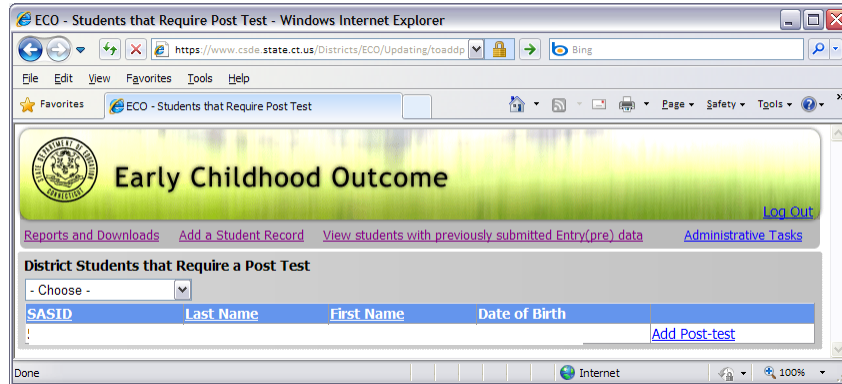 ECO - Students that Require Post Test - Windows Internet Explorer
https://www.csde.state.ct.us/Districts/ECO/Updating/toaddp
Bing
File Edit View Favorites Tools Help
Favorites ECO - Students that Require Post Test Page Safety Tools
Early Childhood Outcome
Log Out
Reports and Downloads Add a Student Record View students with previously submitted Entry(pre) data Administrative Tasks
District Students that Require a Post Test
- Choose -
SASID Last Name First Name Date of Birth
Add Post-test
Done Internet 100%